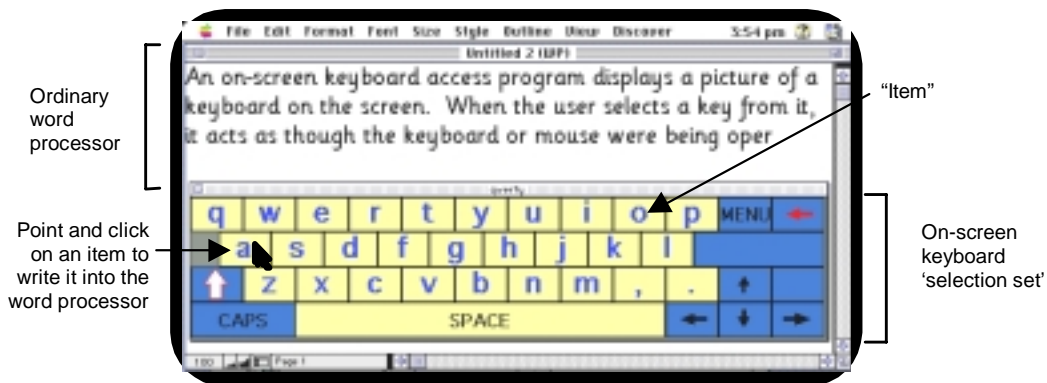 File Edit Format Font Size Style Outline View Discover 3:54 pm
Untitled 2 (WP)
An on-screen keyboard access program displays a picture of a
keyboard on the screen. When the user selects a key from it,
it acts as though the keyboard or mouse were being oper
Ordinary
word
processor
"Item"
q w e r t y u i o p MENU
a s d f g h j k l
z x c v b n m , .
CAPS SPACE
Point and click
on an item to
write it into the
word processor
On-screen
keyboard
‘selection set’
100 Page 1